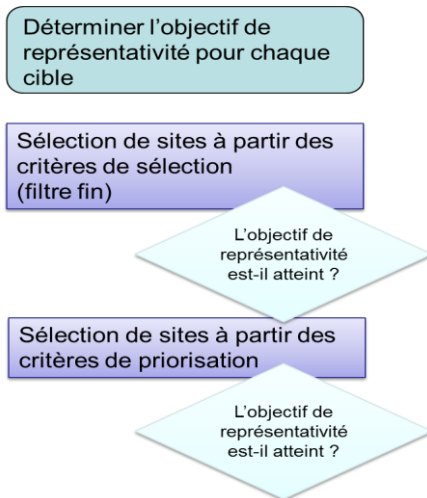 Déterminer l'objectif de
représentativité pour chaque
cible
Sélection de sites à partir des
critères de sélection
(filtre fin)
L'objectif de
représentativité
est-il atteint ?
Sélection de sites à partir des
critères de priorisation
L'objectif de
représentativité
est-il atteint ?